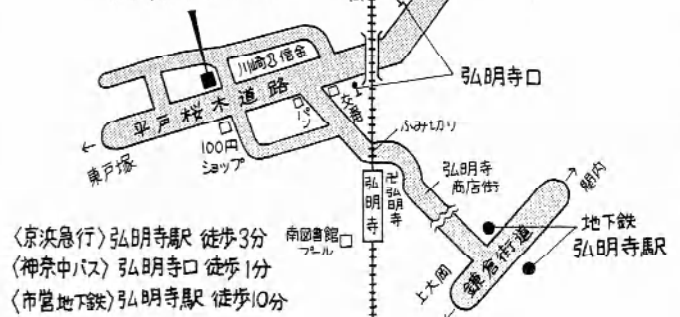 川崎信金
弘明寺口
平戸桜木道路
パン
交番
ふみ切り
東戸塚
100円
ショップ
弘明寺
卍弘明寺
弘明寺
商店街
関内
地下鉄
弘明寺駅
鎌倉街道
上大岡
南図書館
プール
〈京浜急行〉弘明寺駅 徒歩3分
〈神奈中バス〉弘明寺口 徒歩1分
〈市営地下鉄〉弘明寺駅 徒歩10分